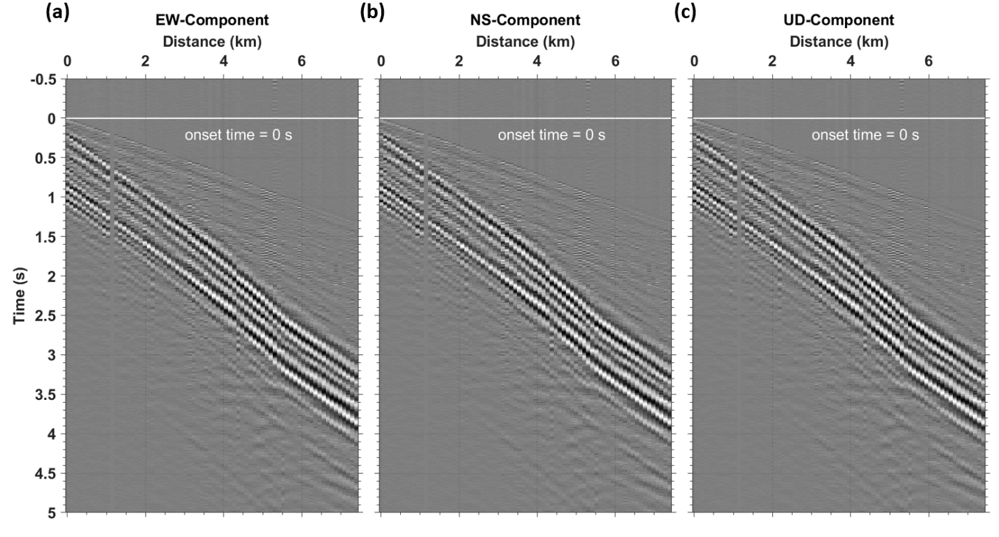 (a) (b) (c)
EW-Component NS-Component UD-Component
Distance (km) Distance (km) Distance (km)
0 2 4 6 0 2 4 6 0 2 4 6
-0.5
0
onset time = 0 s onset time = 0 s onset time = 0 s
0.5
1
1.5
2
Time (s)
2.5
3
3.5
4
4.5
5